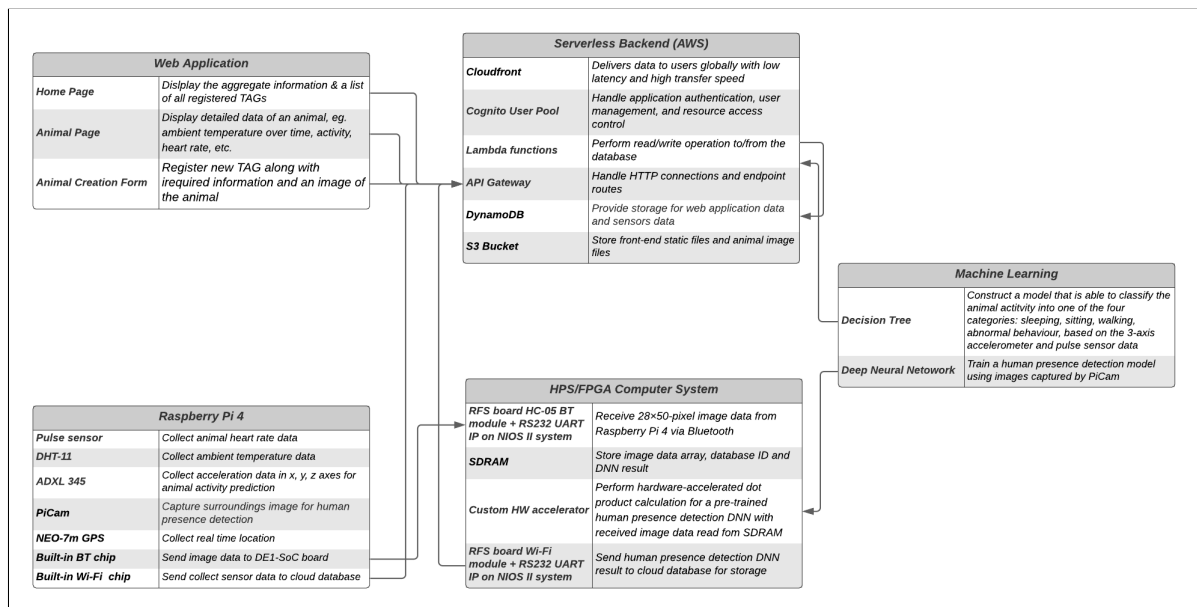 Web Application
Home Page
Dislplay the aggregate information & a list
of all registered TAGs
Animal Page
Display detailed data of an animal, eg.
ambient temperature over time, activity,
heart rate, etc.
Animal Creation Form
Register new TAG along with
irequired information and an image of
the animal
Serverless Backend (AWS)
Cloudfront
Delivers data to users globally with low
latency and high transfer speed
Cognito User Pool
Handle application authentication, user
management, and resource access
control
Lambda functions
Perform read/write operation to/from the
database
API Gateway
Handle HTTP connections and endpoint
routes
DynamoDB
Provide storage for web application data
and sensors data
S3 Bucket
Store front-end static files and animal image
files
Machine Learning
Decision Tree
Construct a model that is able to classify the
animal actitvity into one of the four
categories: sleeping, sitting, walking,
abnormal behaviour, based on the 3-axis
accelerometer and pulse sensor data
Deep Neural Netowork
Train a human presence detection model
using images captured by PiCam
Raspberry Pi 4
Pulse sensor
Collect animal heart rate data
DHT-11
Collect ambient temperature data
ADXL 345
Collect acceleration data in x, y, z axes for
animal activity prediction
PiCam
Capture surroundings image for human
presence detection
NEO-7m GPS
Collect real time location
Built-in BT chip
Send image data to DE1-SoC board
Built-in Wi-Fi chip
Send collect sensor data to cloud database
HPS/FPGA Computer System
RFS board HC-05 BT
module + RS232 UART
IP on NIOS II system
Receive 28×50-pixel image data from
Raspberry Pi 4 via Bluetooth
SDRAM
Store image data array, database ID and
DNN result
Custom HW accelerator
Perform hardware-accelerated dot
product calculation for a pre-trained
human presence detection DNN with
received image data read fom SDRAM
RFS board Wi-Fi
module + RS232 UART
IP on NIOS II system
Send human presence detection DNN
result to cloud database for storage